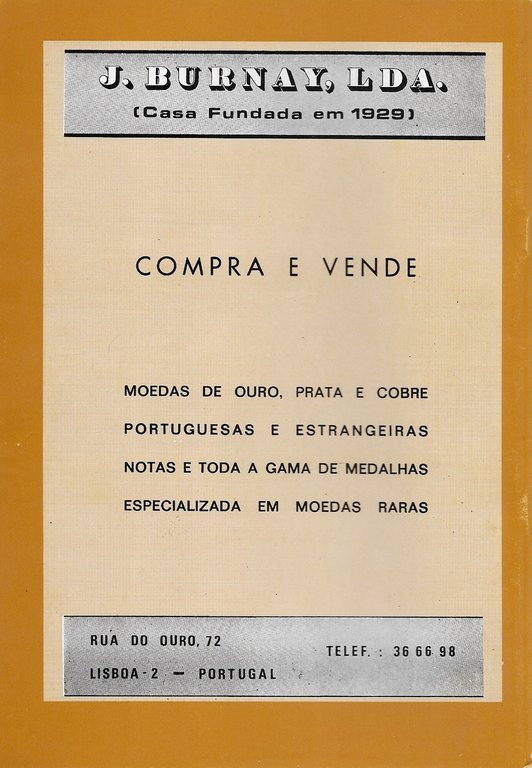 J. BURNAY, LDA.
(Casa Fundada em 1929)
COMPRA E VENDE
MOEDAS DE OURO, PRATA E COBRE
PORTUGUESAS E ESTRANGEIRAS
NOTAS E TODA A GAMA DE MEDALHAS
ESPECIALIZADA EM MOEDAS RARAS
RUA DO OURO, 72
TELEF. : 36 66 98
LISBOA - 2 — PORTUGAL